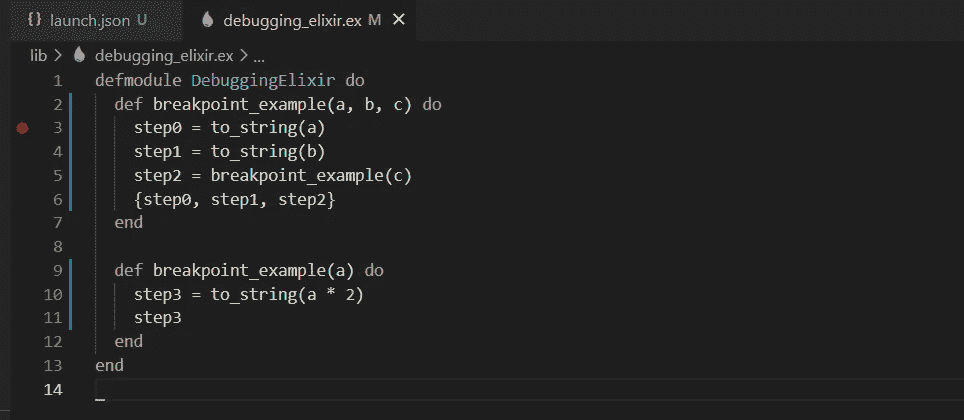 {} launch.json U debugging_elixir.ex M ×
lib > debugging_elixir.ex > ...
1 defmodule DebuggingElixir do
2 def breakpoint_example(a, b, c) do
3 step0 = to_string(a)
4 step1 = to_string(b)
5 step2 = breakpoint_example(c)
6 {step0, step1, step2}
7 end
8
9 def breakpoint_example(a) do
10 step3 = to_string(a * 2)
11 step3
12 end
13 end
14